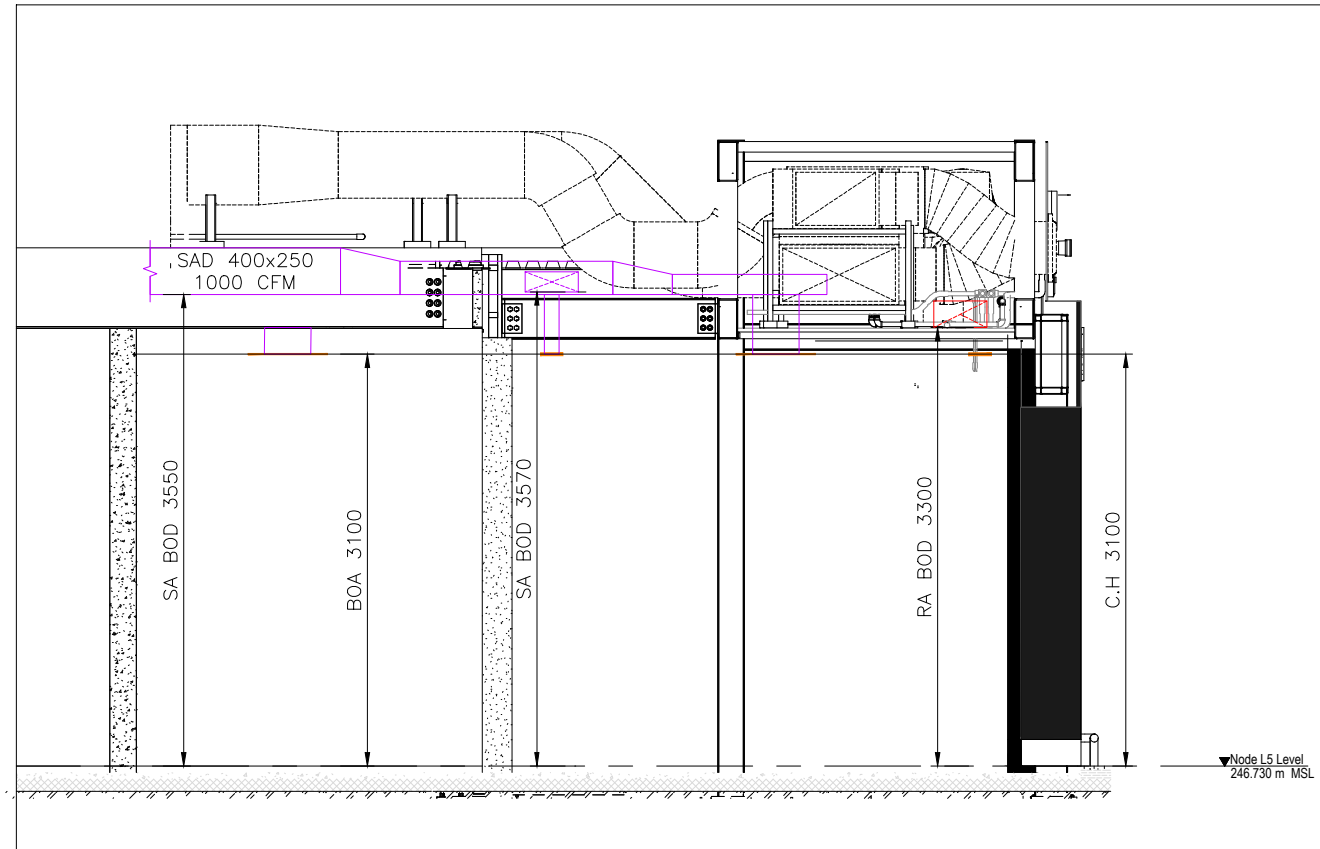 SAD 400x250
1000 CFM
SA BOD 3550
BOA 3100
SA BOD 3570
RA BOD 3300
C.H 3100
Node L5 Level
246.730 m MSL